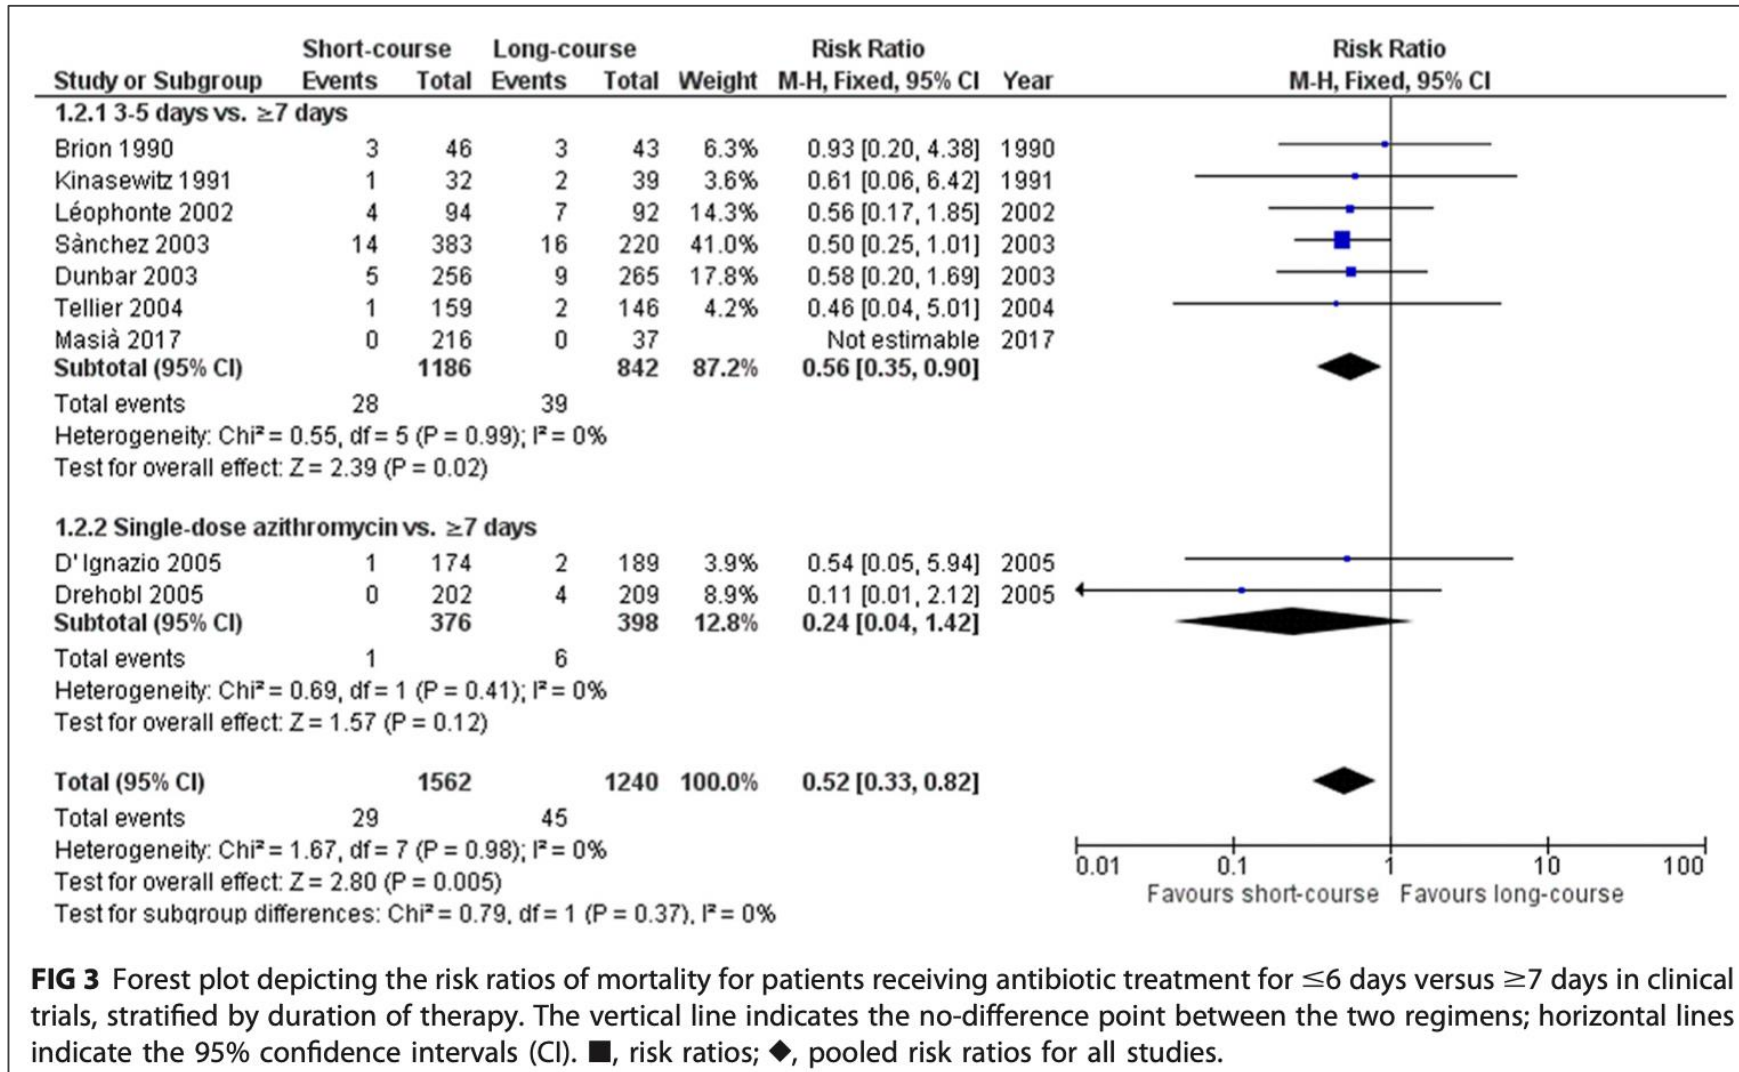 Short-course Long-course Risk Ratio Risk Ratio
Study or Subgroup Events Total Events Total Weight M-H, Fixed, 95% CI Year M-H, Fixed, 95% CI
1.2.1 3-5 days vs. ≥7 days
Brion 1990 3 46 3 43 6.3% 0.93 [0.20, 4.38] 1990
Kinasewitz 1991 1 32 2 39 3.6% 0.61 [0.06, 6.42] 1991
Léophonte 2002 4 94 7 92 14.3% 0.56 [0.17, 1.85] 2002
Sànchez 2003 14 383 16 220 41.0% 0.50 [0.25, 1.01] 2003
Dunbar 2003 5 256 9 265 17.8% 0.58 [0.20, 1.69] 2003
Tellier 2004 1 159 2 146 4.2% 0.46 [0.04, 5.01] 2004
Masià 2017 0 216 0 37 Not estimable 2017
Subtotal (95% CI) 1186 842 87.2% 0.56 [0.35, 0.90]
Total events 28 39
Heterogeneity: Chi² = 0.55, df = 5 (P = 0.99); I² = 0%
Test for overall effect: Z = 2.39 (P = 0.02)
1.2.2 Single-dose azithromycin vs. ≥7 days
D' Ignazio 2005 1 174 2 189 3.9% 0.54 [0.05, 5.94] 2005
Drehobl 2005 0 202 4 209 8.9% 0.11 [0.01, 2.12] 2005
Subtotal (95% CI) 376 398 12.8% 0.24 [0.04, 1.42]
Total events 1 6
Heterogeneity: Chi² = 0.69, df = 1 (P = 0.41); I² = 0%
Test for overall effect: Z = 1.57 (P = 0.12)
Total (95% CI) 1562 1240 100.0% 0.52 [0.33, 0.82]
Total events 29 45
Heterogeneity: Chi² = 1.67, df = 7 (P = 0.98); I² = 0%
Test for overall effect: Z = 2.80 (P = 0.005)
Test for subgroup differences: Chi² = 0.79, df = 1 (P = 0.37), I² = 0%
0.01 0.1 1 10 100
Favours short-course Favours long-course
FIG 3 Forest plot depicting the risk ratios of mortality for patients receiving antibiotic treatment for ≤6 days versus ≥7 days in clinical
trials, stratified by duration of therapy. The vertical line indicates the no-difference point between the two regimens; horizontal lines
indicate the 95% confidence intervals (CI). ■, risk ratios; ◆, pooled risk ratios for all studies.